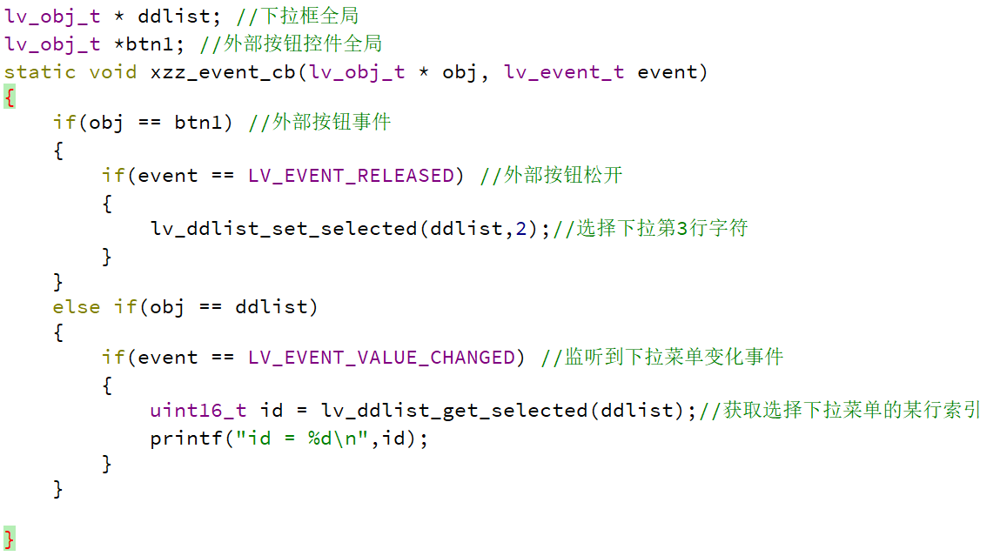 lv_obj_t * ddlist; //下拉框全局
lv_obj_t *btn1; //外部按钮控件全局
static void xzz_event_cb(lv_obj_t * obj, lv_event_t event)
{
    if(obj == btn1) //外部按钮事件
    {
        if(event == LV_EVENT_RELEASED) //外部按钮松开
        {
            lv_ddlist_set_selected(ddlist,2);//选择下拉第3行字符
        }
    }
    else if(obj == ddlist)
    {
        if(event == LV_EVENT_VALUE_CHANGED) //监听到下拉菜单变化事件
        {
            uint16_t id = lv_ddlist_get_selected(ddlist);//获取选择下拉菜单的某行索引
            printf("id = %d\n",id);
        }
    }
}